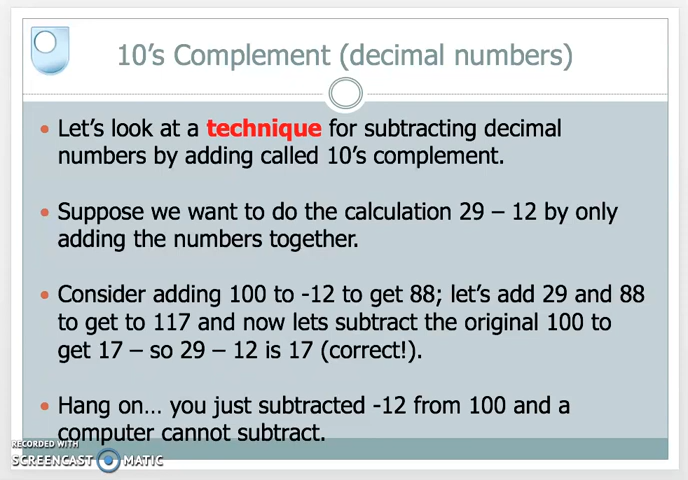 10's Complement (decimal numbers)
• Let's look at a technique for subtracting decimal
numbers by adding called 10's complement.
• Suppose we want to do the calculation 29 – 12 by only
adding the numbers together.
• Consider adding 100 to -12 to get 88; let's add 29 and 88
to get to 117 and now lets subtract the original 100 to
get 17 – so 29 – 12 is 17 (correct!).
• Hang on... you just subtracted -12 from 100 and a
computer cannot subtract.
RECORDED WITH
SCREENCAST MATIC